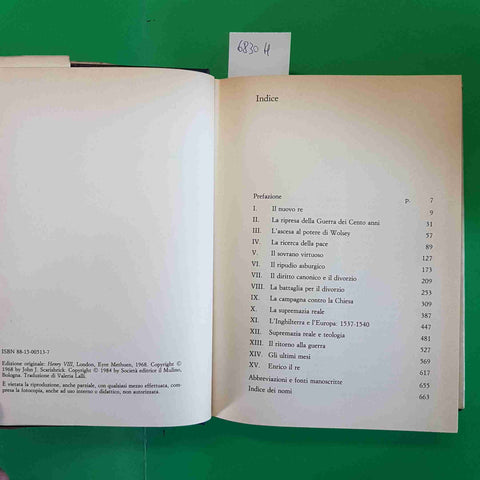 6830 H
ISBN 88-15-00513-7
Edizione originale: Henry VIII, London, Eyre Methuen, 1968. Copyright ©
1968 by John J. Scarisbrick. Copyright © 1984 by Società editrice il Mulino,
Bologna. Traduzione di Valeria Lalli.
È vietata la riproduzione, anche parziale, con qualsiasi mezzo effettuata, com-
presa la fotocopia, anche ad uso interno o didattico, non autorizzata.
Indice
Prefazione p. 7
I. Il nuovo re 9
II. La ripresa della Guerra dei Cento anni 31
III. L'ascesa al potere di Wolsey 57
IV. La ricerca della pace 89
V. Il sovrano virtuoso 127
VI. Il ripudio asburgico 173
VII. Il diritto canonico e il divorzio 209
VIII. La battaglia per il divorzio 253
IX. La campagna contro la Chiesa 309
X. La supremazia reale 387
XI. L'Inghilterra e l'Europa: 1537-1540 447
XII. Supremazia reale e teologia 481
XIII. Il ritorno alla guerra 527
XIV. Gli ultimi mesi 567
XV. Enrico il re 617
Abbreviazioni e fonti manoscritte 655
Indice dei nomi 663